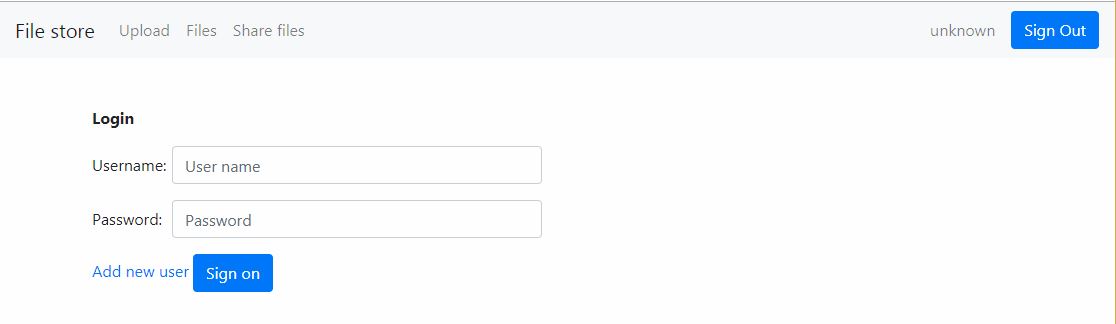 File store Upload Files Share files unknown Sign Out
Login
Username: User name
Password: Password
Add new user Sign on